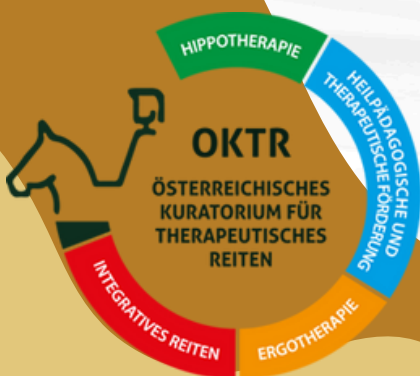 HIPPOTHERAPIE
HEILPÄDAGOGISCHE UND
THERAPEUTISCHE FÖRDERUNG
OKTR
ÖSTERREICHISCHES
KURATORIUM FÜR
THERAPEUTISCHES
REITEN
INTEGRATIVES REITEN
ERGOTHERAPIE